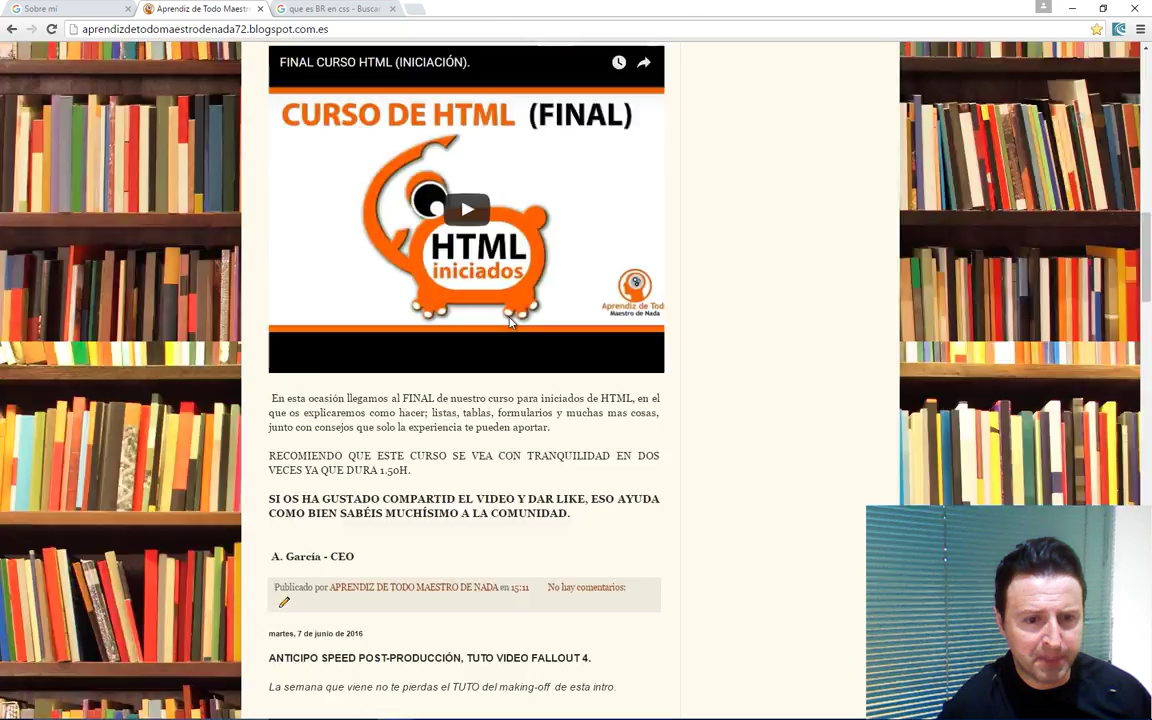 Sobre mí
Aprendiz de Todo Maestr
que es BR en css - Buscar
aprendizdetodomaestrodenada72.blogspot.com.es
FINAL CURSO HTML (INICIACIÓN).
CURSO DE HTML (FINAL)
HTML
iniciados
Aprendiz de Tod
Maestro de Nada
En esta ocasión llegamos al FINAL de nuestro curso para iniciados de HTML, en el
que os explicaremos como hacer; listas, tablas, formularios y muchas mas cosas,
junto con consejos que solo la experiencia te pueden aportar.
RECOMIENDO QUE ESTE CURSO SE VEA CON TRANQUILIDAD EN DOS
VECES YA QUE DURA 1.50H.
SI OS HA GUSTADO COMPARTID EL VIDEO Y DAR LIKE, ESO AYUDA
COMO BIEN SABÉIS MUCHÍSIMO A LA COMUNIDAD.
A. García - CEO
Publicado por APRENDIZ DE TODO MAESTRO DE NADA en 15:11 No hay comentarios:
martes, 7 de junio de 2016
ANTICIPO SPEED POST-PRODUCCIÓN, TUTO VIDEO FALLOUT 4.
La semana que viene no te pierdas el TUTO del making-off de esta intro.